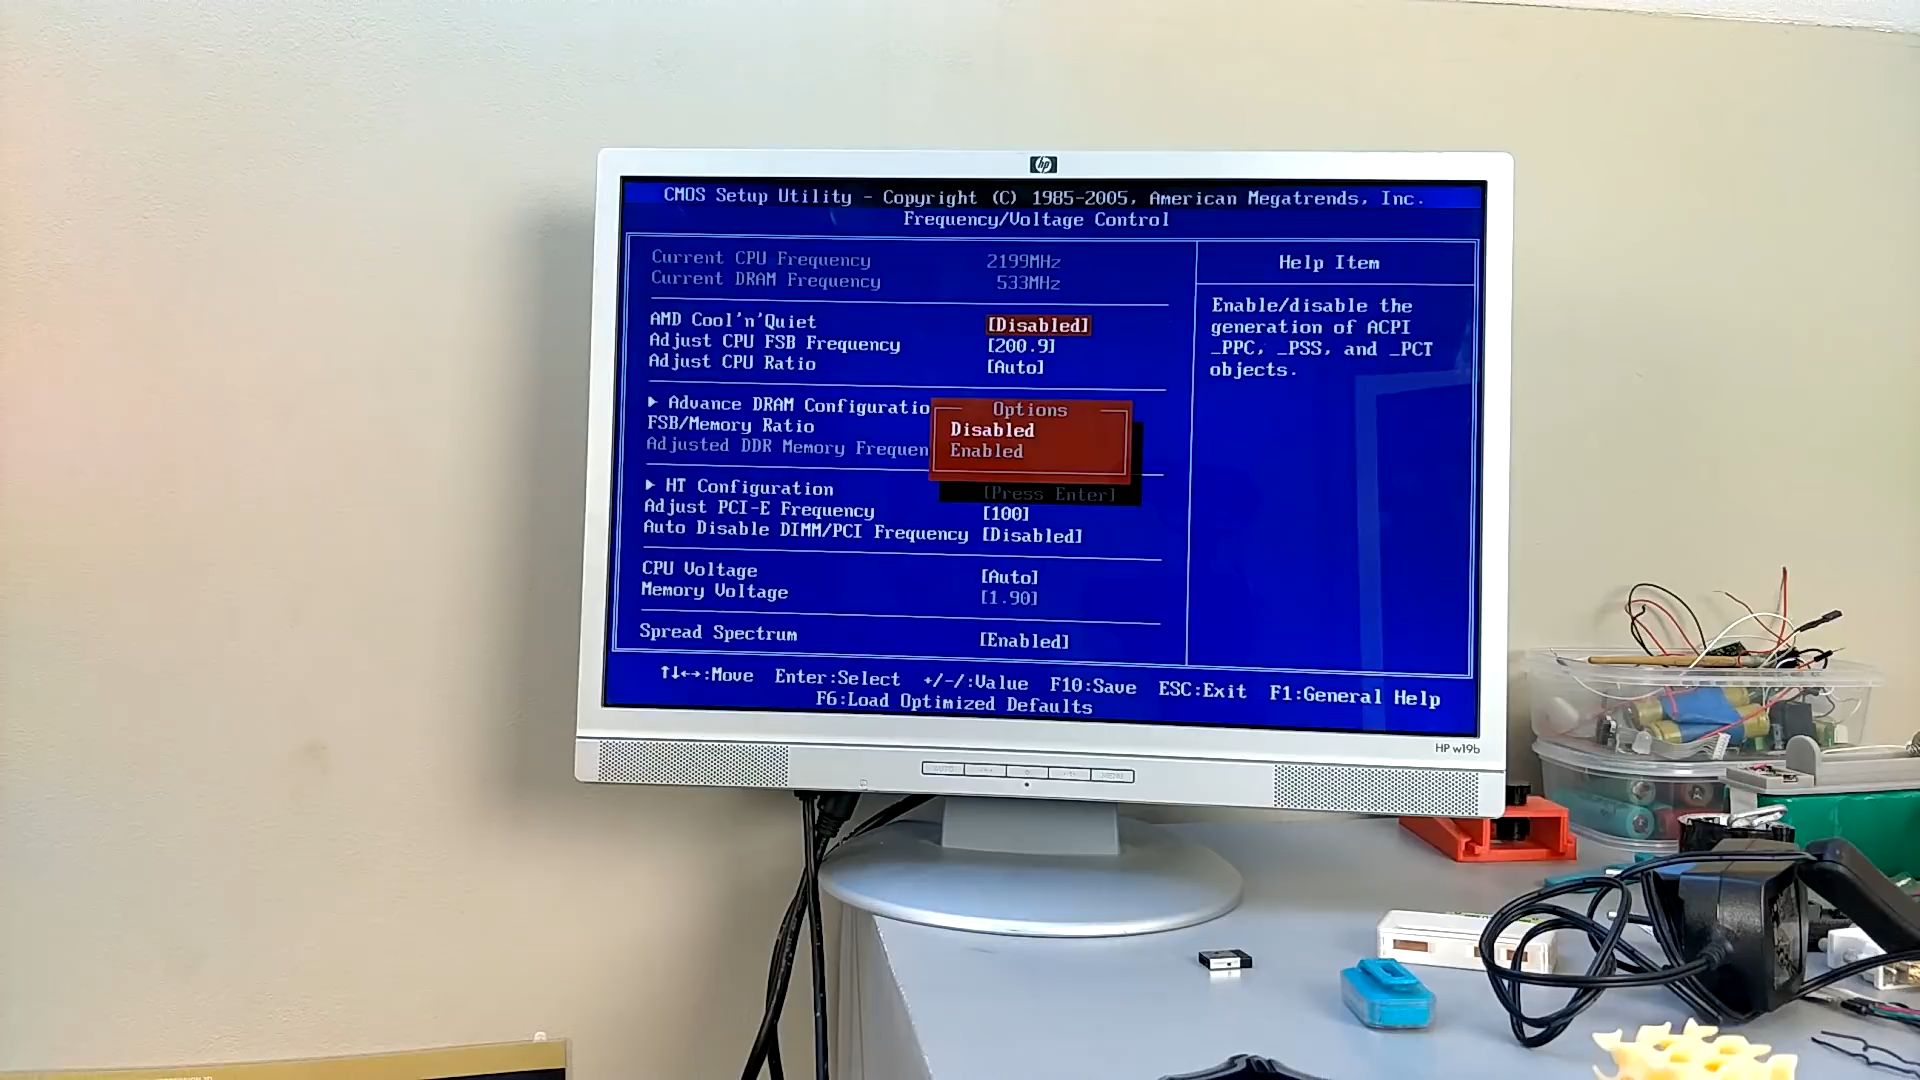 hp
CMOS Setup Utility - Copyright (C) 1985-2005, American Megatrends, Inc.
Frequency/Voltage Control
Current CPU Frequency 2199MHz
Current DRAM Frequency 533MHz
AMD Cool'n'Quiet [Disabled]
Adjust CPU FSB Frequency [200.9]
Adjust CPU Ratio [Auto]
Advance DRAM Configuratio
FSB/Memory Ratio
Adjusted DDR Memory Frequen
HT Configuration [Press Enter]
Adjust PCI-E Frequency [100]
Auto Disable DIMM/PCI Frequency [Disabled]
CPU Voltage [Auto]
Memory Voltage [1.90]
Spread Spectrum [Enabled]
Options
Disabled
Enabled
Help Item
Enable/disable the
generation of ACPI
_PPC, _PSS, and _PCT
objects.
↑↓←→:Move Enter:Select +/-/:Value F10:Save ESC:Exit F1:General Help
F6:Load Optimized Defaults
HP w19b
AUTO
MENU